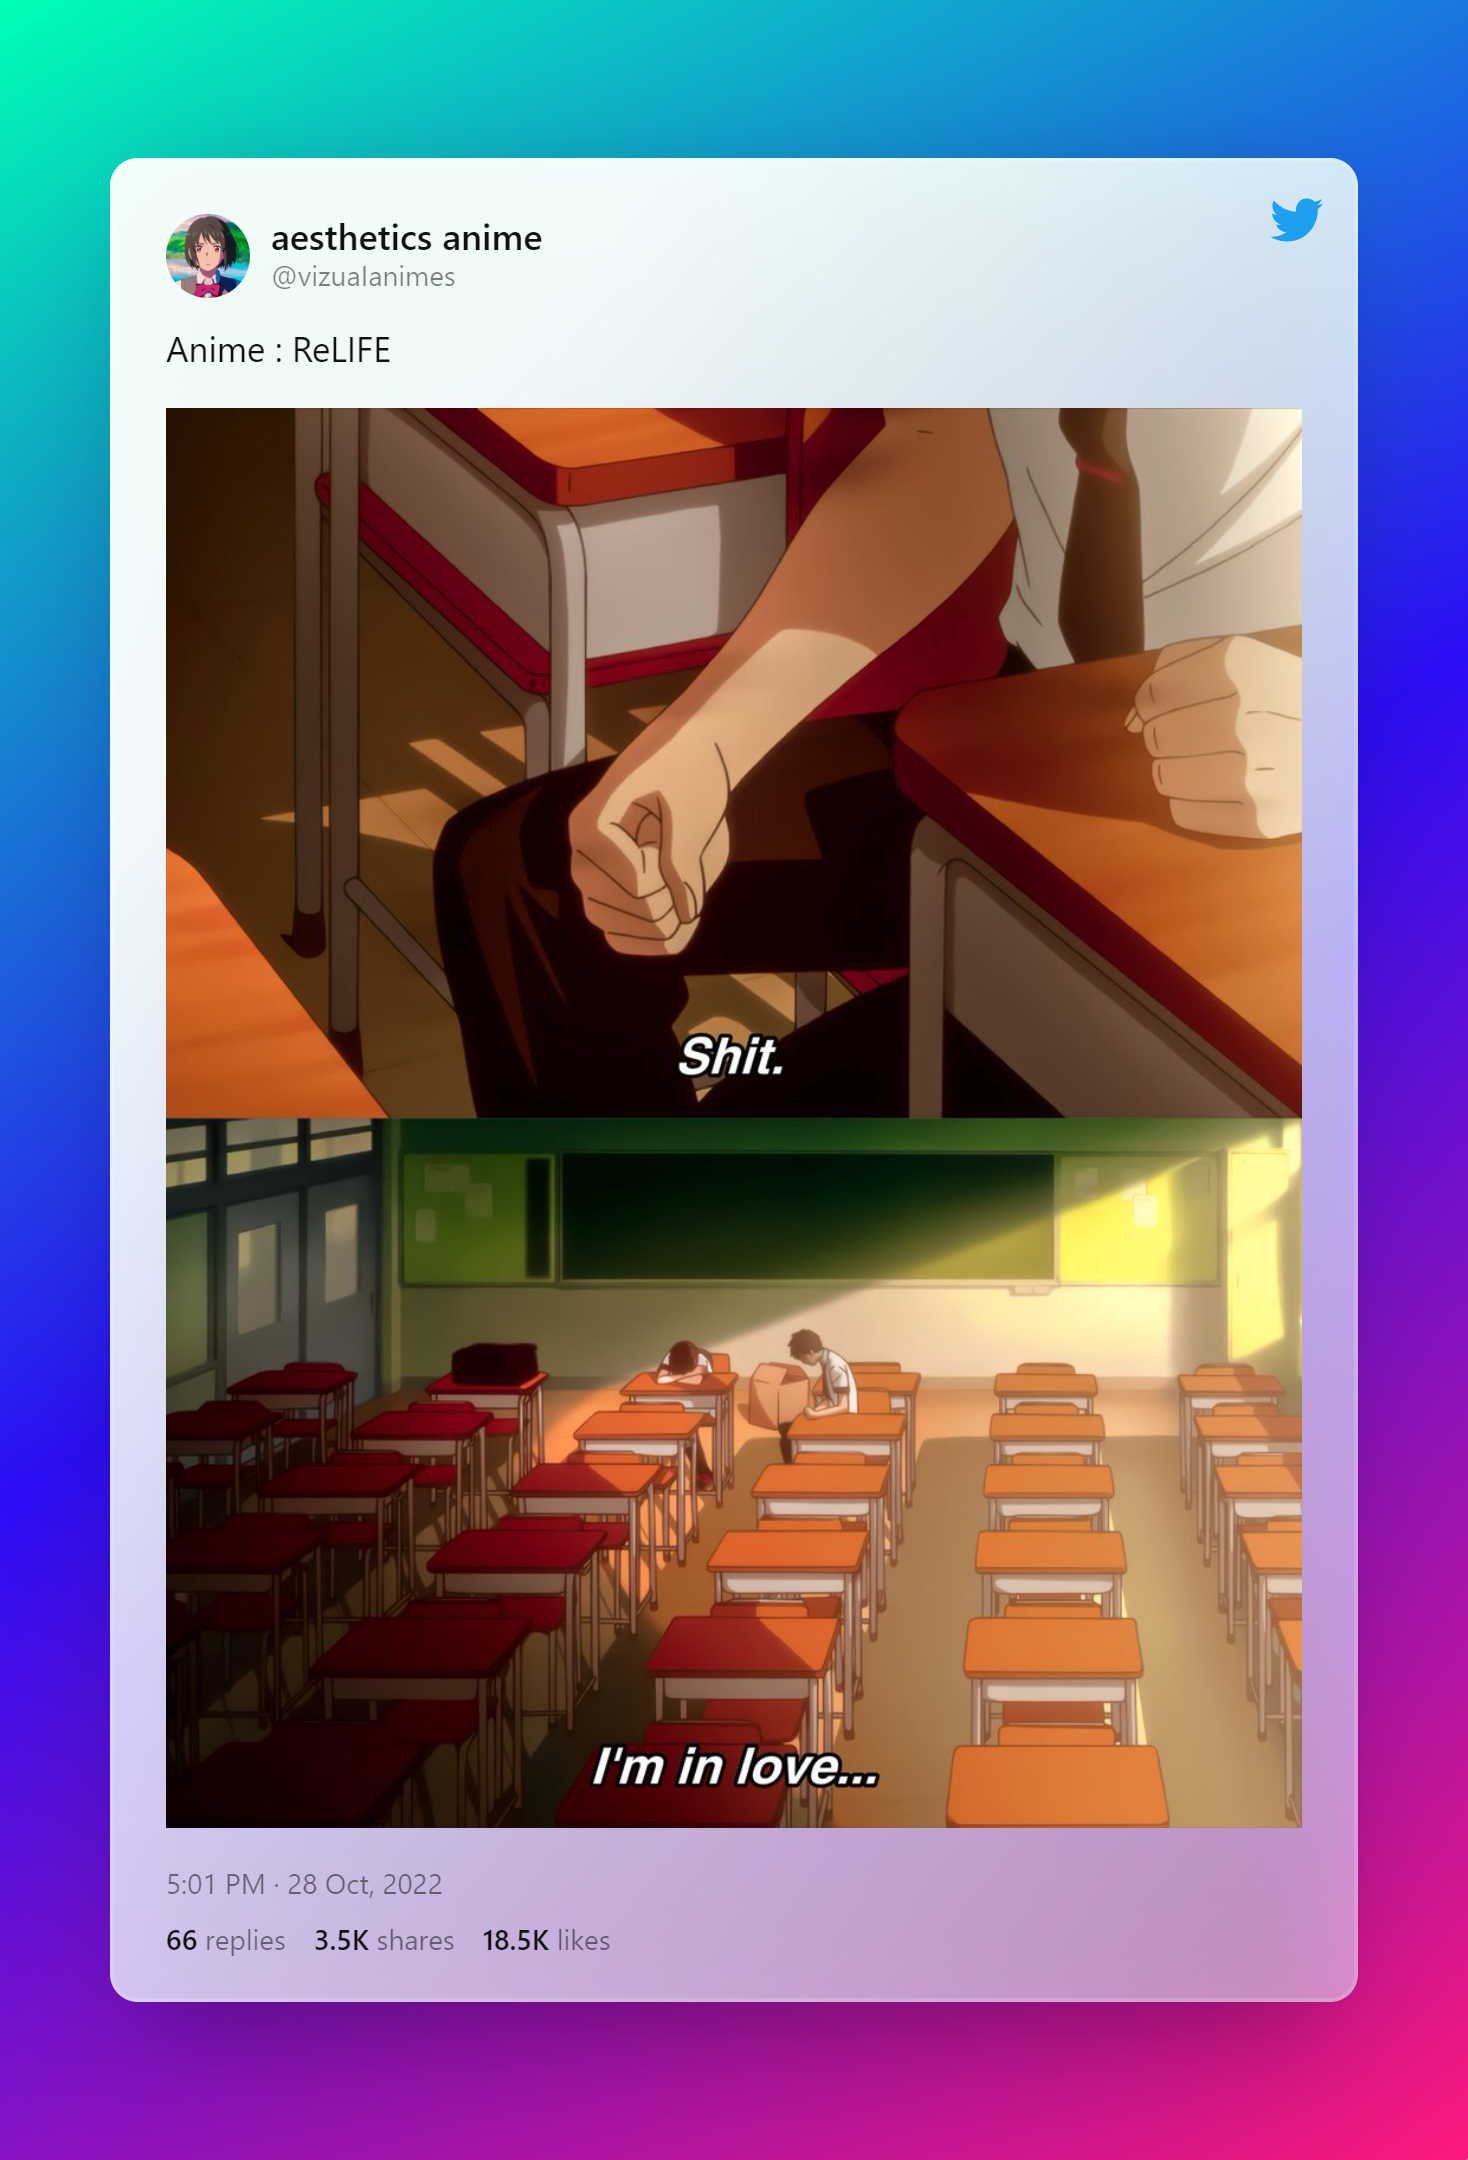 aesthetics anime
@vizualanimes
Anime : ReLIFE
Shit.
I'm in love...
5:01 PM · 28 Oct, 2022
66 replies 3.5K shares 18.5K likes